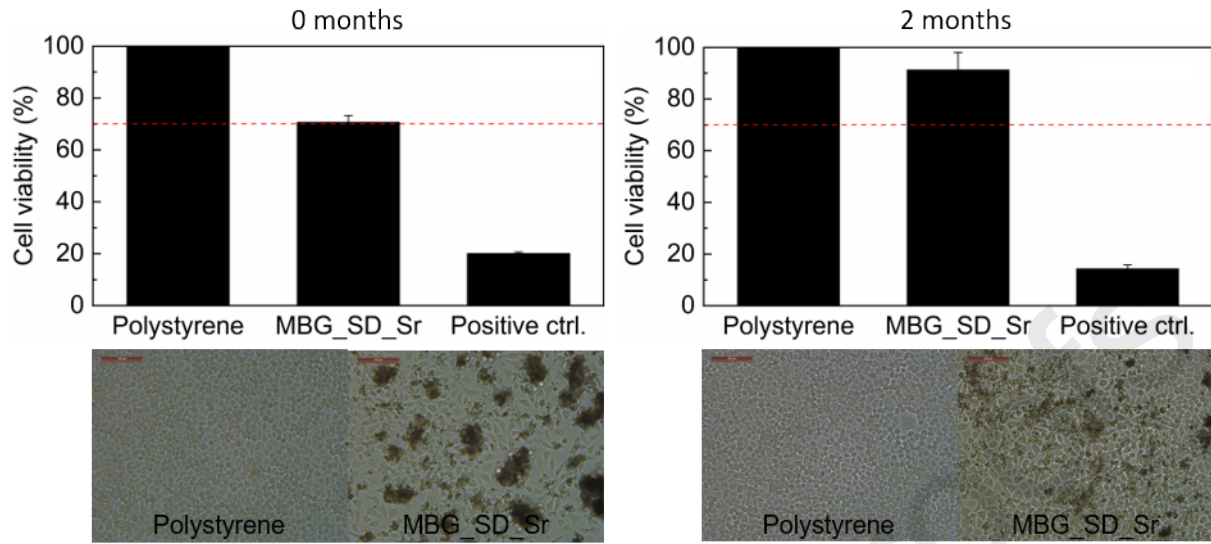 0 months
100
80
60
40
20
0
Cell viability (%)
Polystyrene MBG_SD_Sr Positive ctrl.
Polystyrene MBG_SD_Sr
2 months
100
80
60
40
20
0
Cell viability (%)
Polystyrene MBG_SD_Sr Positive ctrl.
Polystyrene MBG_SD_Sr